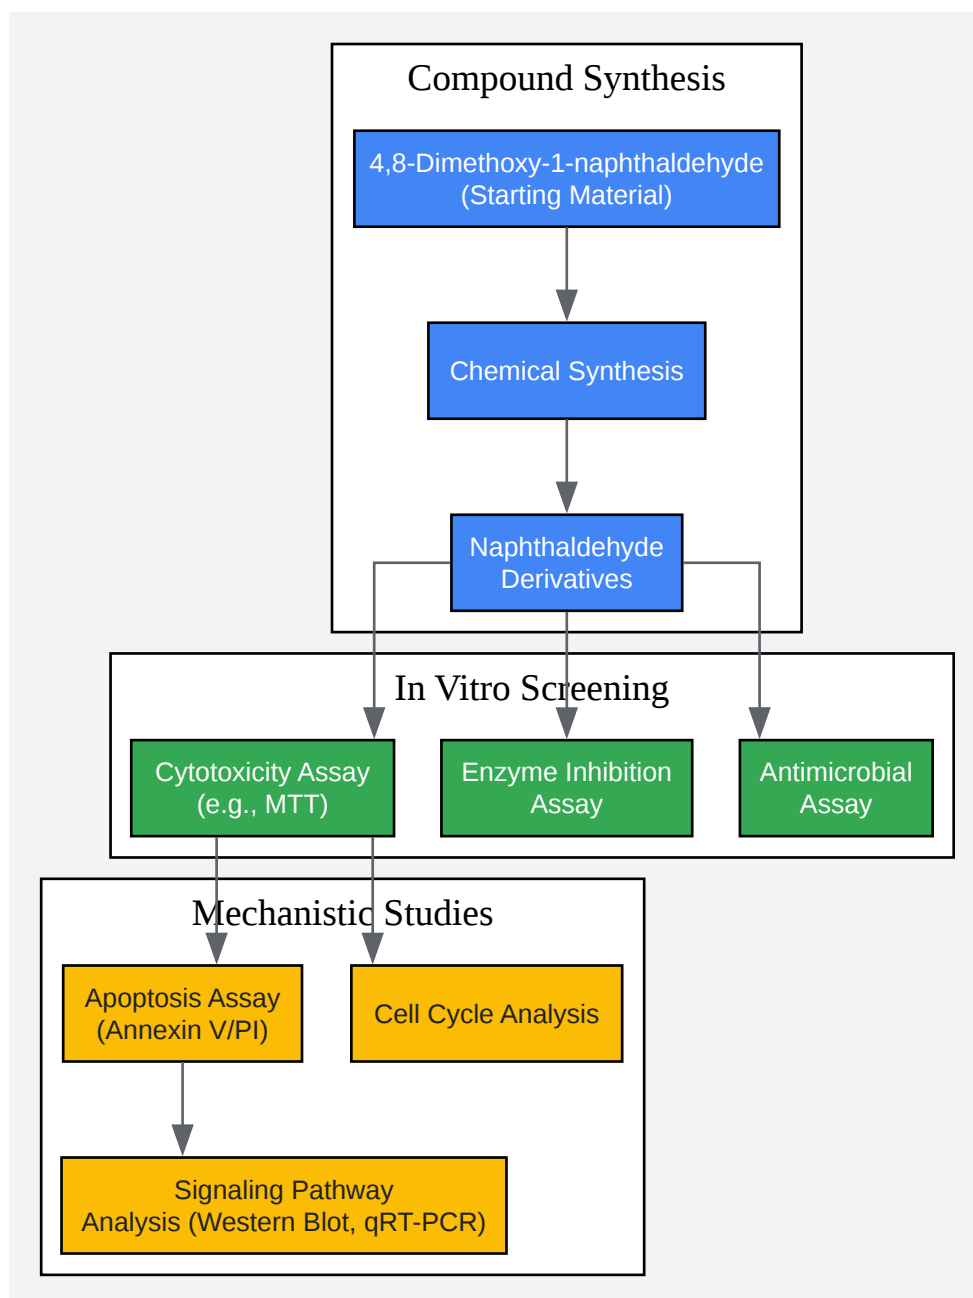 Compound Synthesis
4,8-Dimethoxy-1-naphthaldehyde
(Starting Material)
Chemical Synthesis
Naphthaldehyde
Derivatives
In Vitro Screening
Cytotoxicity Assay
(e.g., MTT)
Enzyme Inhibition
Assay
Antimicrobial
Assay
Mechanistic Studies
Apoptosis Assay
(Annexin V/PI)
Cell Cycle Analysis
Signaling Pathway
Analysis (Western Blot, qRT-PCR)